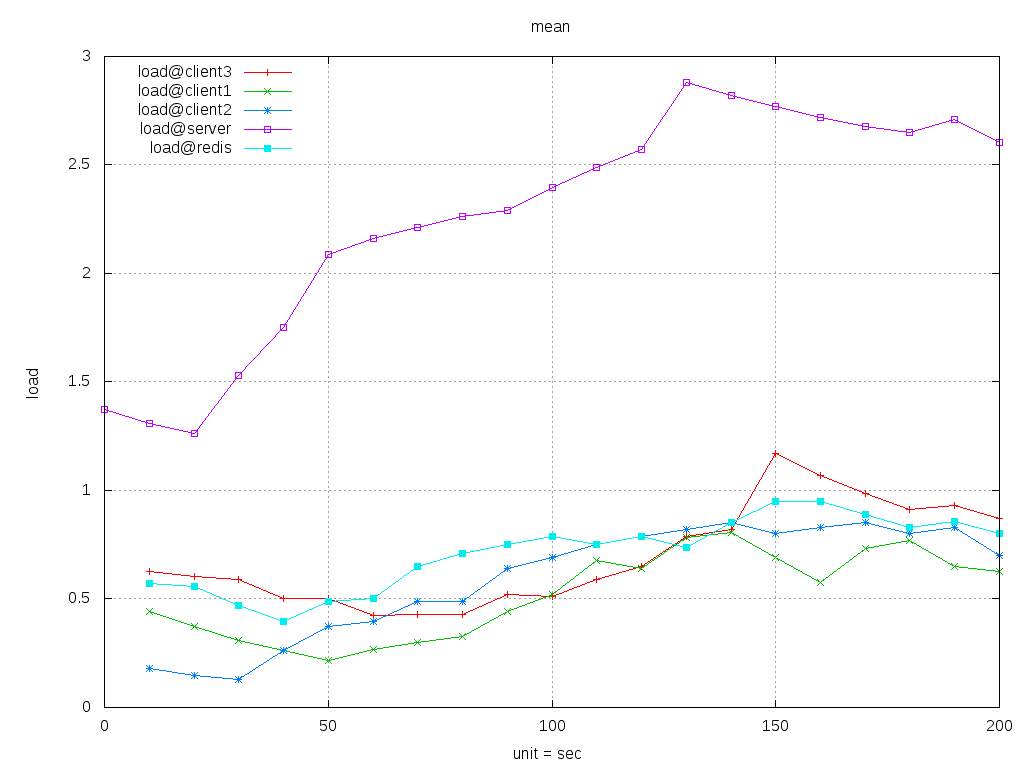 mean
3
load@client3
load@client1
load@client2
load@server
load@redis
2.5
2
1.5
load
1
0.5
0
0 50 100 150 200
unit = sec